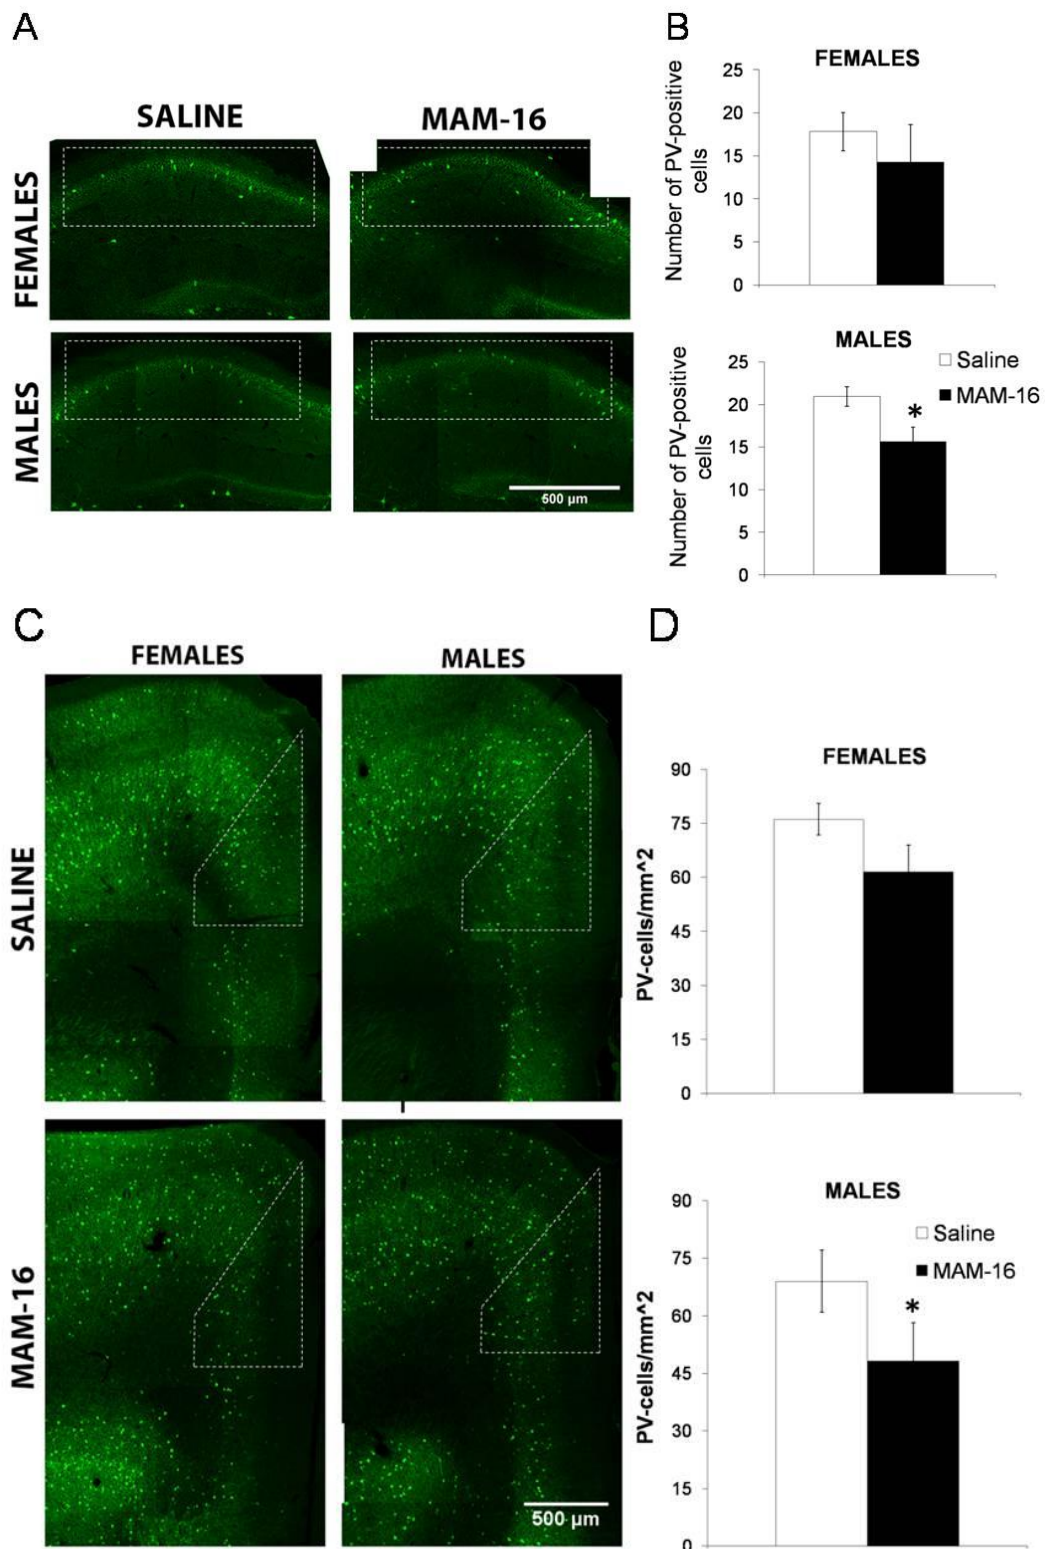 A
SALINE
MAM-16
FEMALES
MALES
500 µm
B
FEMALES
Number of PV-positive
cells
25
20
15
10
5
0
MALES
Number of PV-positive
cells
25
20
15
10
5
0
Saline
MAM-16
*
C
FEMALES
MALES
SALINE
MAM-16
500 µm
D
FEMALES
PV-cells/mm^2
90
75
60
45
30
15
0
MALES
PV-cells/mm^2
90
75
60
45
30
15
0
Saline
MAM-16
*